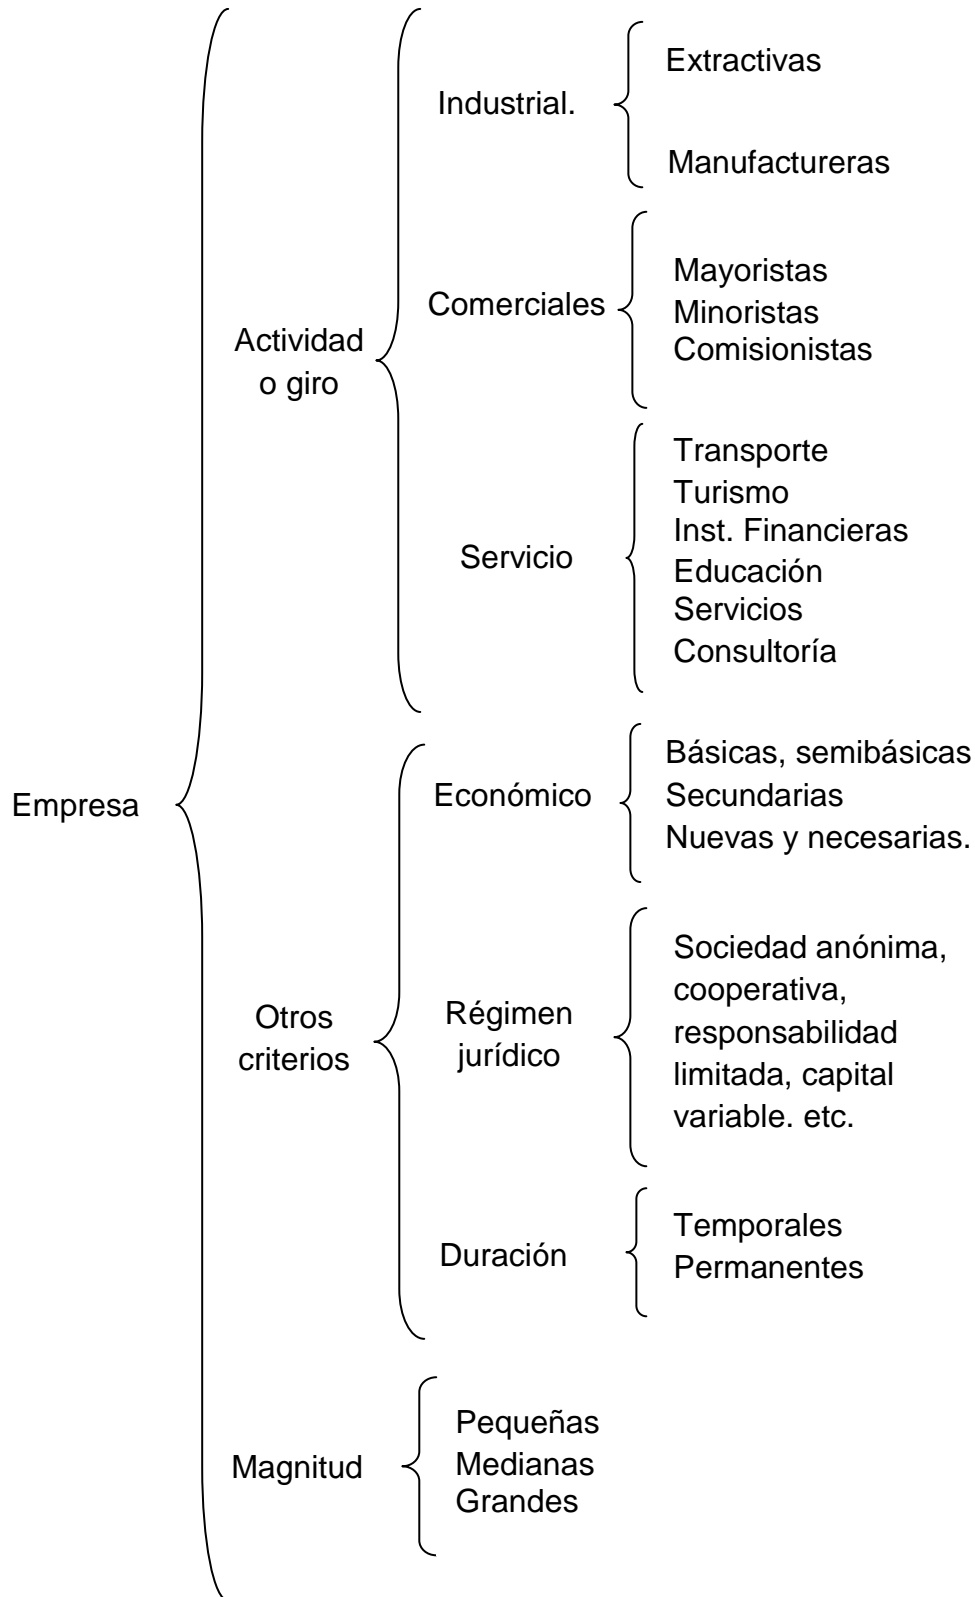 Empresa
Actividad
o giro
Industrial.
Extractivas
Manufactureras
Comerciales
Mayoristas
Minoristas
Comisionistas
Servicio
Transporte
Turismo
Inst. Financieras
Educación
Servicios
Consultoría
Otros
criterios
Económico
Básicas, semibásicas
Secundarias
Nuevas y necesarias.
Régimen
jurídico
Sociedad anónima,
cooperativa,
responsabilidad
limitada, capital
variable. etc.
Duración
Temporales
Permanentes
Magnitud
Pequeñas
Medianas
Grandes